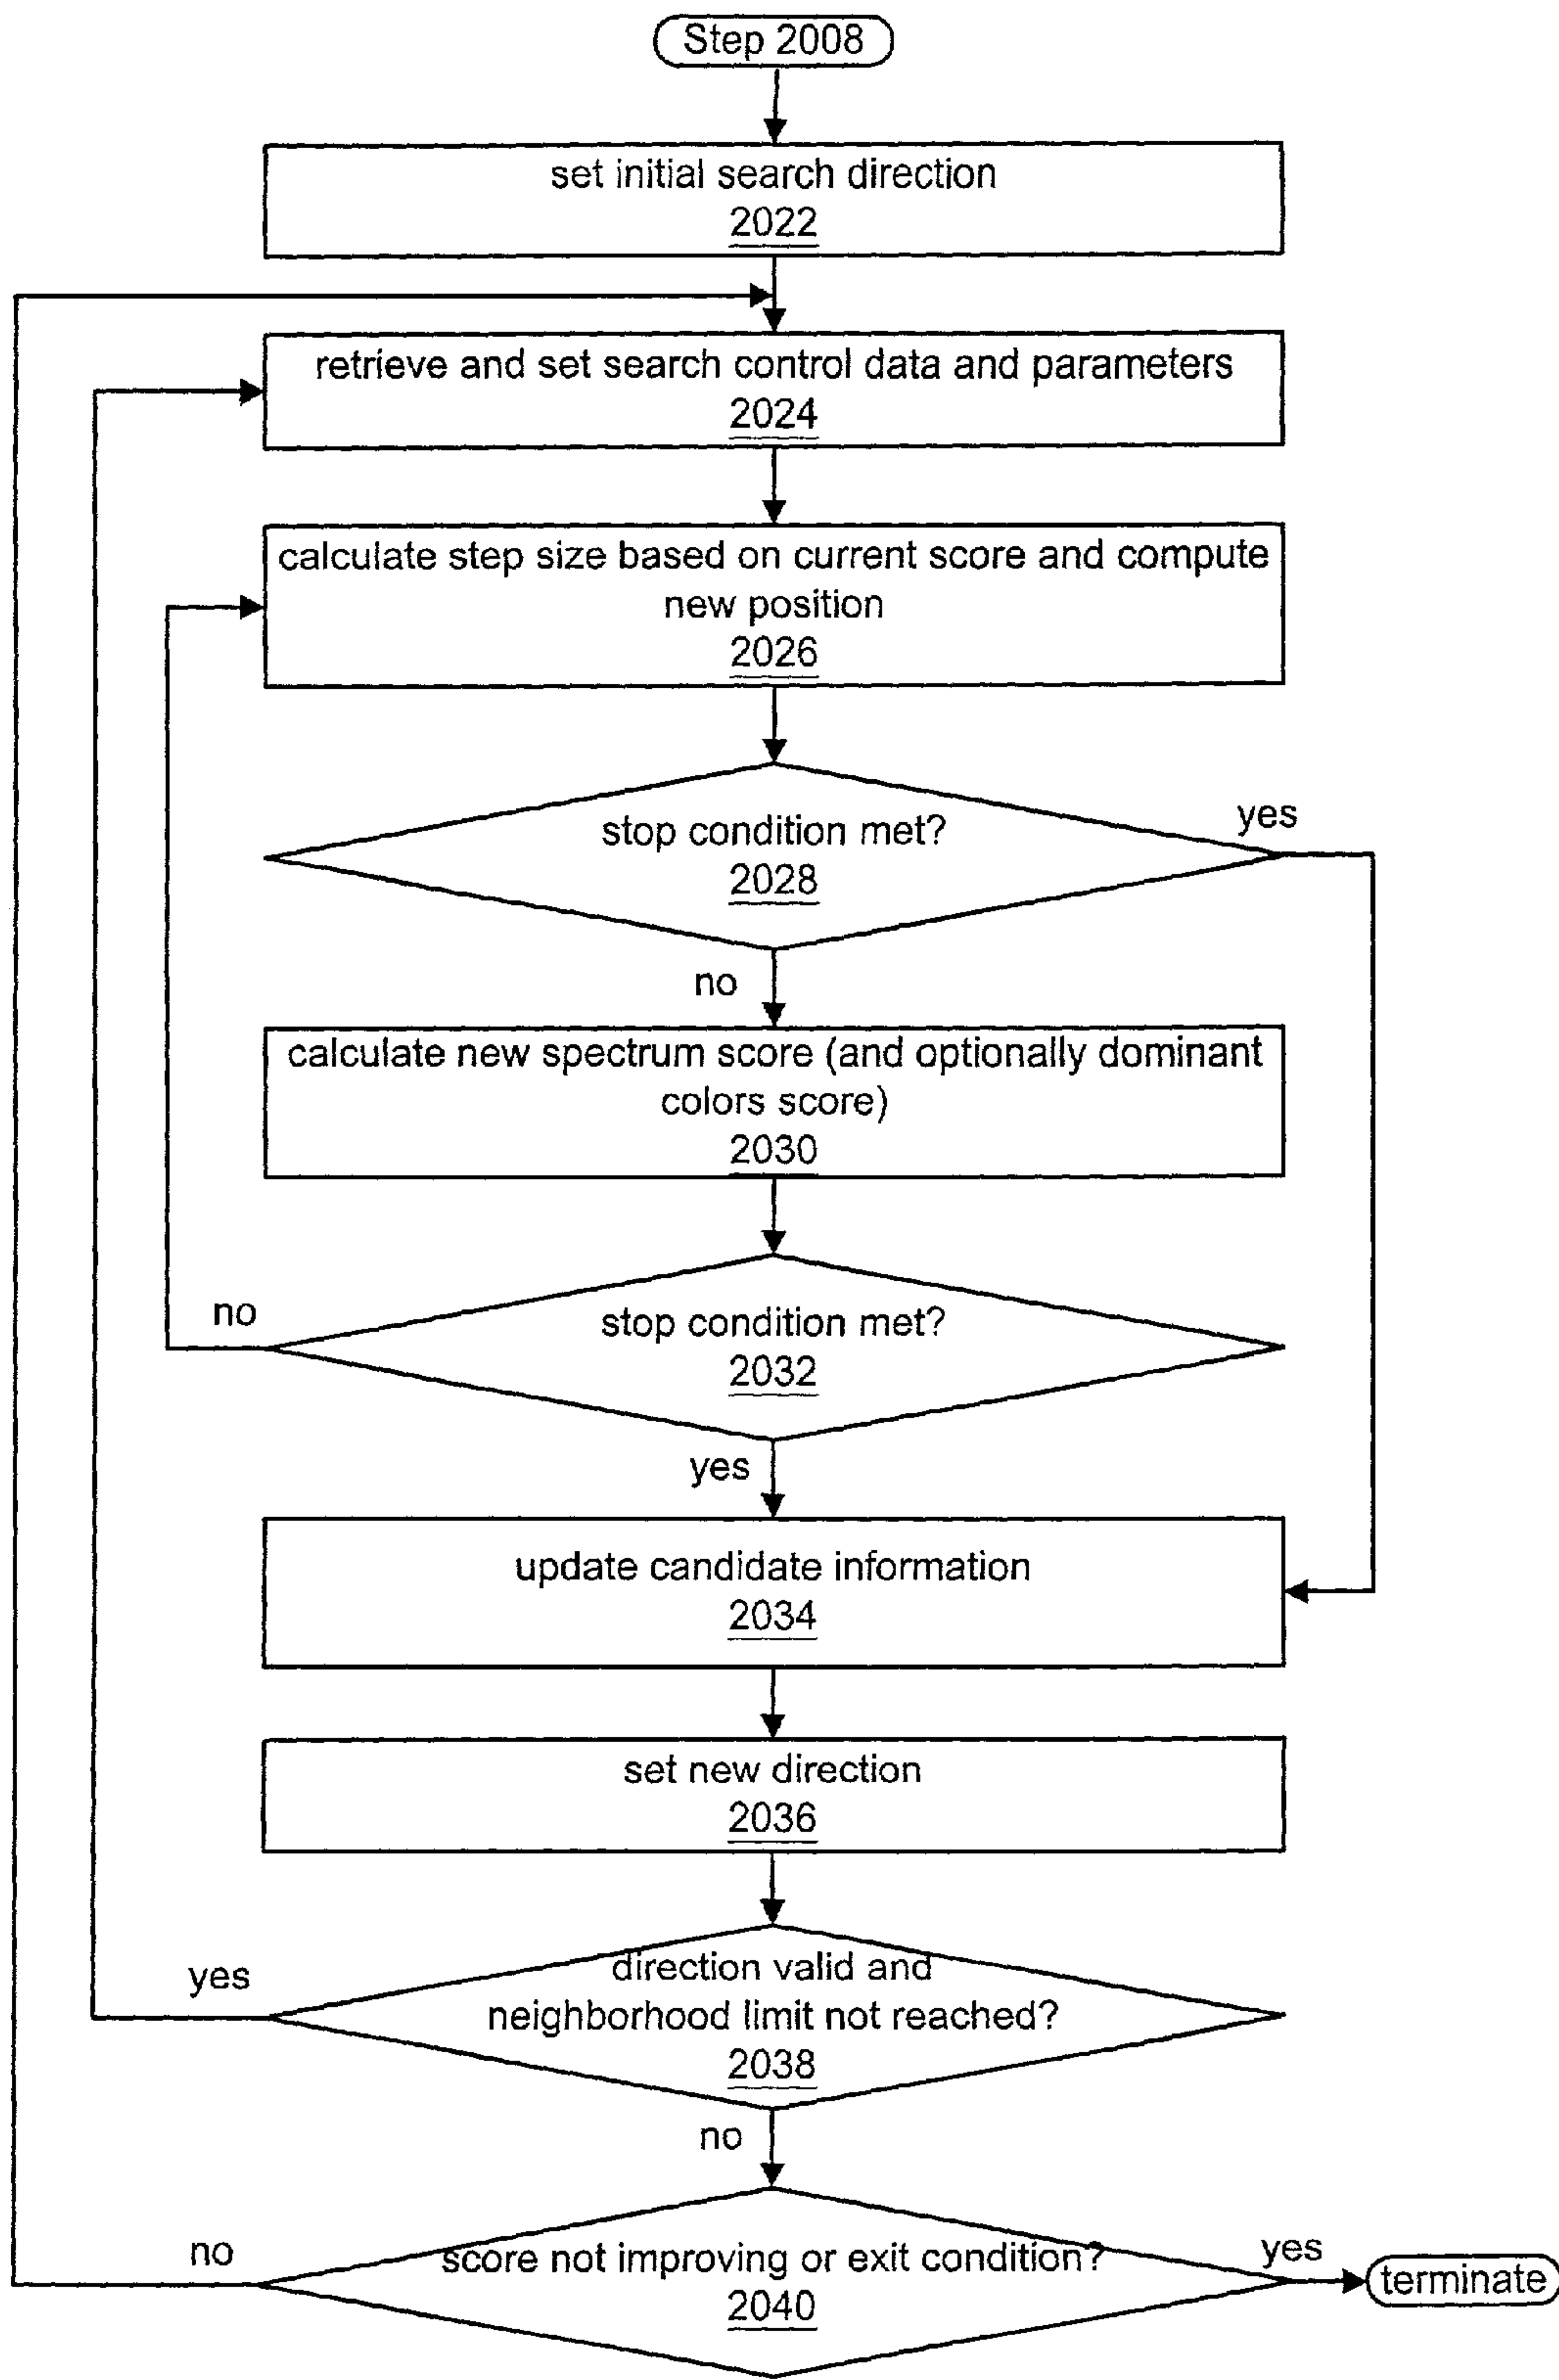 Step 2008
set initial search direction
2022
retrieve and set search control data and parameters
2024
calculate step size based on current score and compute
new position
2026
stop condition met?
2028
yes
no
calculate new spectrum score (and optionally dominant
colors score)
2030
stop condition met?
2032
no
yes
update candidate information
2034
set new direction
2036
direction valid and
neighborhood limit not reached?
2038
yes
no
score not improving or exit condition?
2040
no
yes
terminate